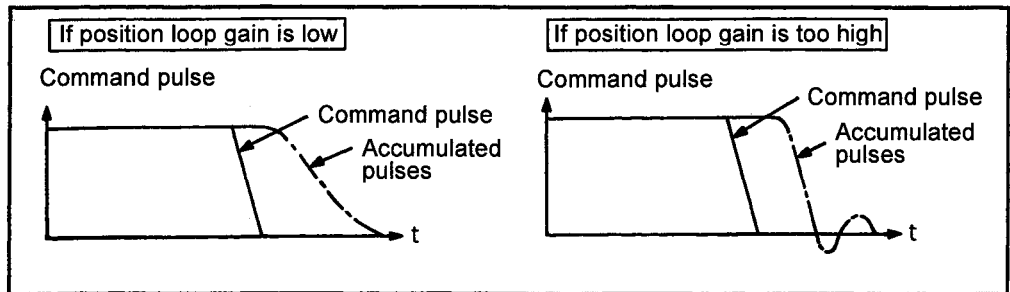 If position loop gain is low
Command pulse
Command pulse
Accumulated
pulses
t
If position loop gain is too high
Command pulse
Command pulse
Accumulated
pulses
t